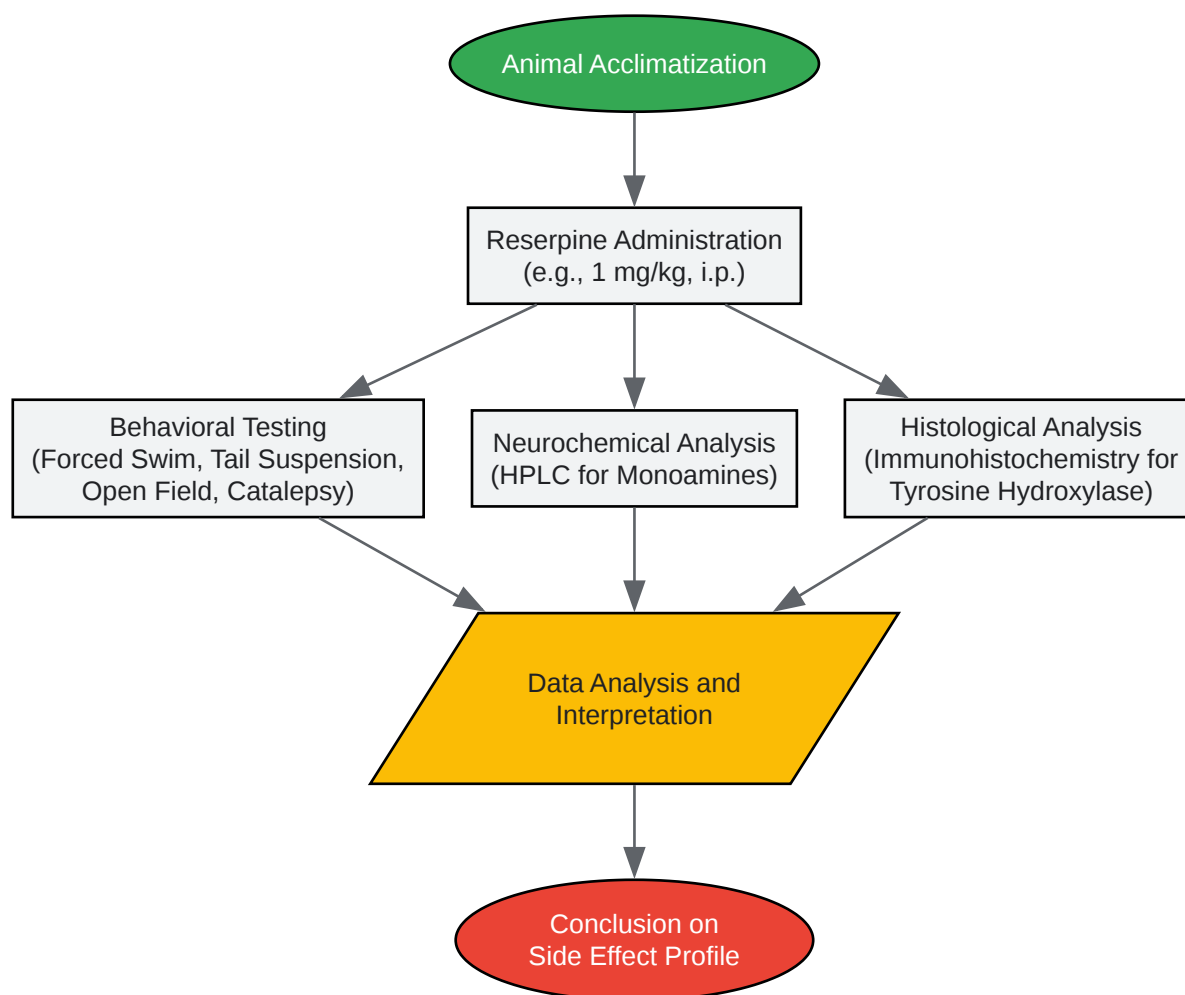 Animal Acclimatization
Reserpine Administration
(e.g., 1 mg/kg, i.p.)
Behavioral Testing
(Forced Swim, Tail Suspension,
Open Field, Catalepsy)
Neurochemical Analysis
(HPLC for Monoamines)
Histological Analysis
(Immunohistochemistry for
Tyrosine Hydroxylase)
Data Analysis and
Interpretation
Conclusion on
Side Effect Profile